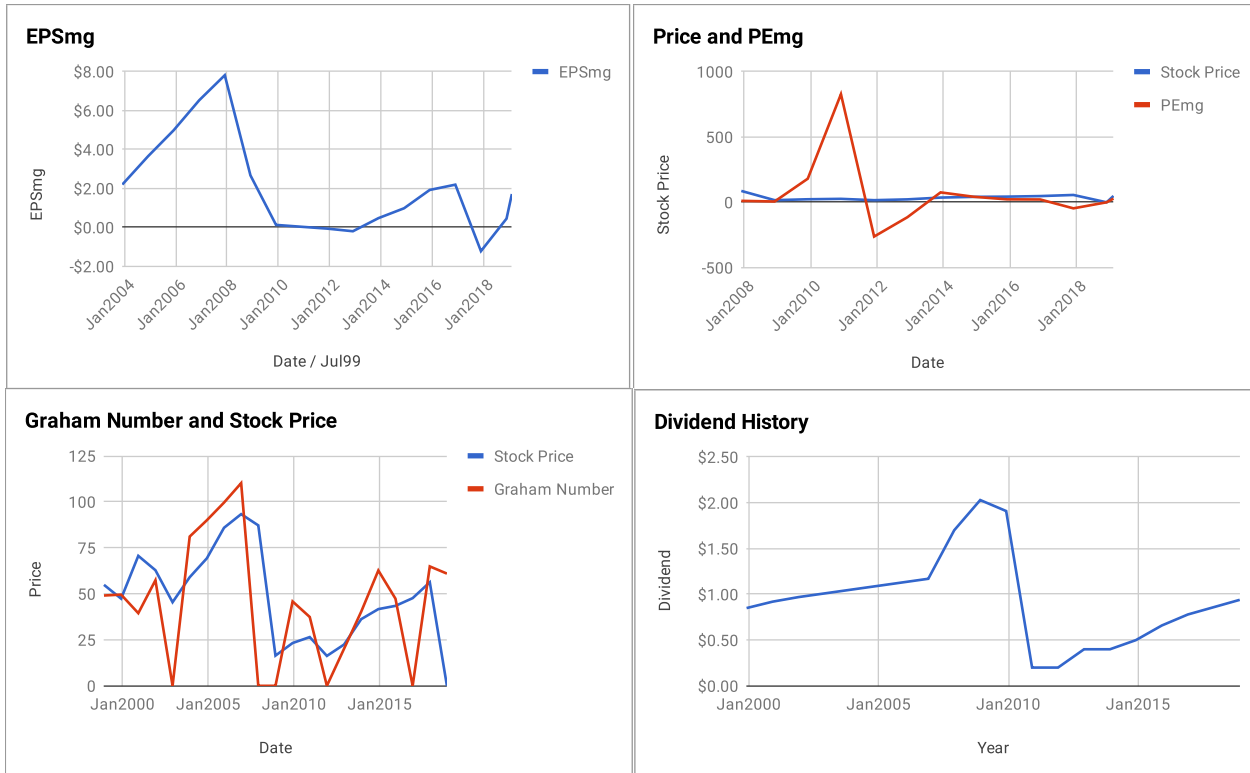 EPSmg
EPSmg
$8.00
$6.00
$4.00
$2.00
$0.00
-$2.00
EPSmg
Jan2004
Jan2006
Jan2008
Jan2010
Jan2012
Jan2014
Jan2016
Jan2018
Date / Jul99
Price and PEmg
Stock Price
PEmg
1000
500
0
-500
Stock Price
Jan2008
Jan2010
Jan2012
Jan2014
Jan2016
Jan2018
Date
Graham Number and Stock Price
Stock Price
Graham Number
125
100
75
50
25
0
Price
Jan2000
Jan2005
Jan2010
Jan2015
Date
Dividend History
$2.50
$2.00
$1.50
$1.00
$0.50
$0.00
Dividend
Jan2000
Jan2005
Jan2010
Jan2015
Year